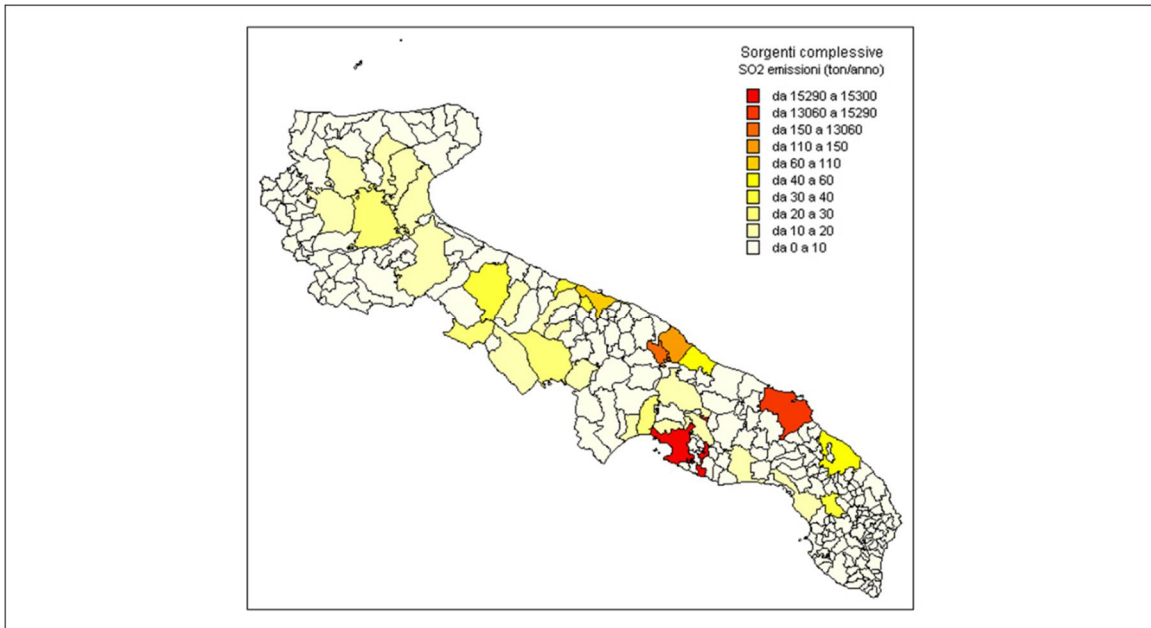 Sorgenti complessive
SO2 emissioni (ton/anno)
da 15290 a 15300
da 13060 a 15290
da 150 a 13060
da 110 a 150
da 60 a 110
da 40 a 60
da 30 a 40
da 20 a 30
da 10 a 20
da 0 a 10